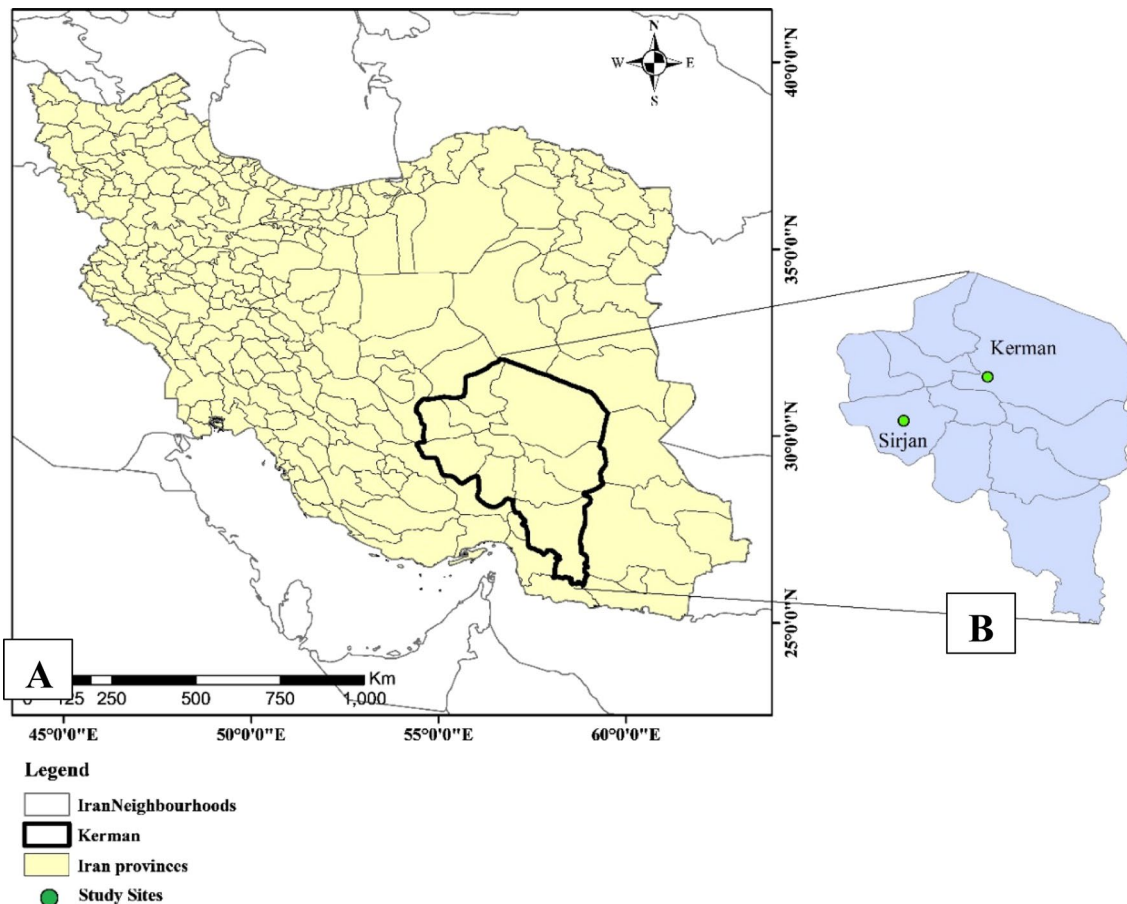 N
W E
S
40°0'0"N
35°0'0"N
30°0'0"N
25°0'0"N
Kerman
Sirjan
A
B
Km
250 500 750 1,000
45°0'0"E 50°0'0"E 55°0'0"E 60°0'0"E
Legend
IranNeighbourhoods
Kerman
Iran provinces
Study Sites